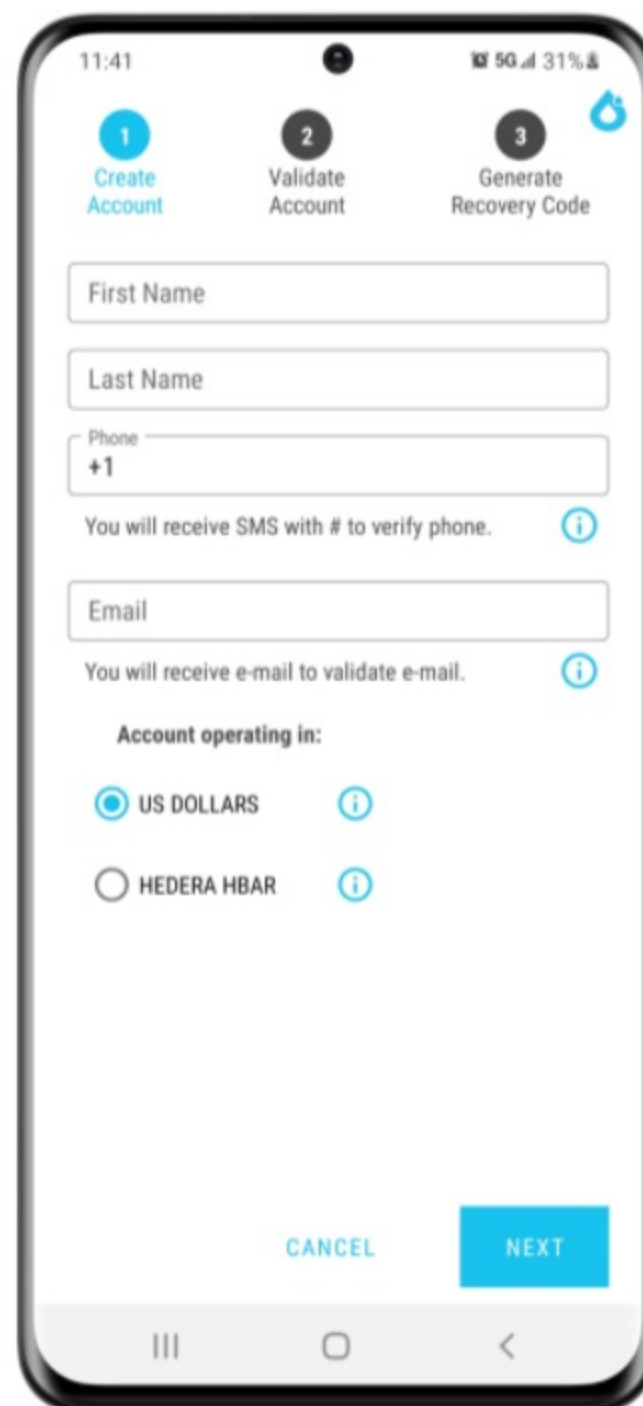 11:41
5G 31%
1
2
3
Create
Account
Validate
Account
Generate
Recovery Code
First Name
Last Name
Phone
+1
You will receive SMS with # to verify phone.
Email
You will receive e-mail to validate e-mail.
Account operating in:
US DOLLARS
HEDERA HBAR
CANCEL
NEXT